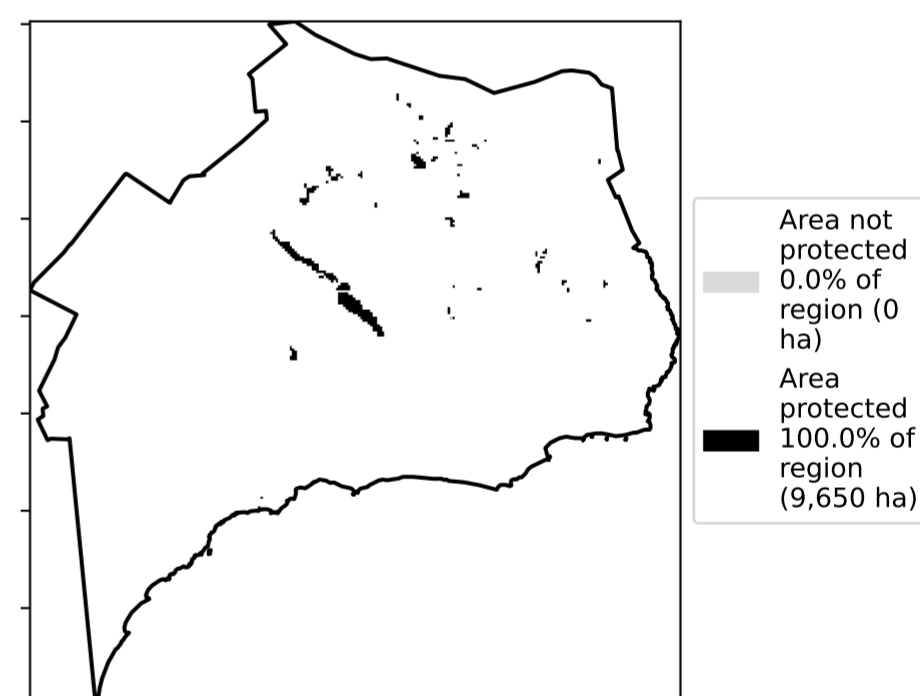 Area not
protected
0.0% of
region (0
ha)
Area
protected
100.0% of
region
(9,650 ha)